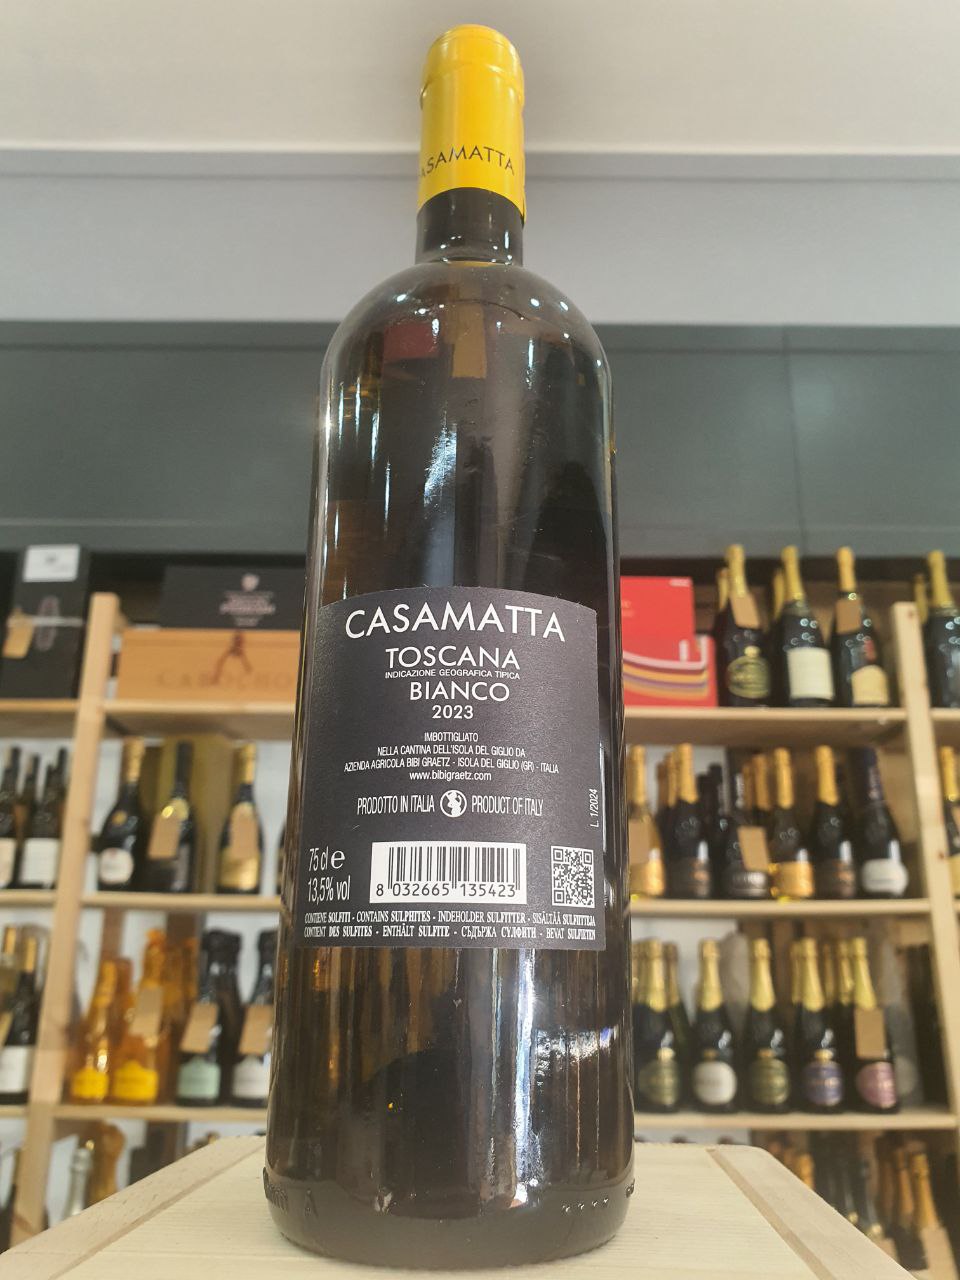 CASAMATTA
CASAMATTA
TOSCANA
INDICAZIONE GEOGRAFICA TIPICA
BIANCO
2023
IMBOTTIGLIATO
NELLA CANTINA DELL'ISOLA DEL GIGLIO DA
AZIENDA AGRICOLA BIBI GRAETZ - ISOLA DEL GIGLIO (GR) - ITALIA
www.bibigraetz.com
PRODOTTO IN ITALIA PRODUCT OF ITALY
L. 1/2024
75 cl e
13,5% vol
8 032665 135423
CONTIENE SOLFITI - CONTAINS SULPHITES - INDEHOLDER SULFITTER - SISÄLTÄÄ SULFIITTEJA
CONTIENT DES SULFITES - ENTHÄLT SULFITE - СЪДЪРЖА СУЛФИТИ - BEVAT SULFIETEN